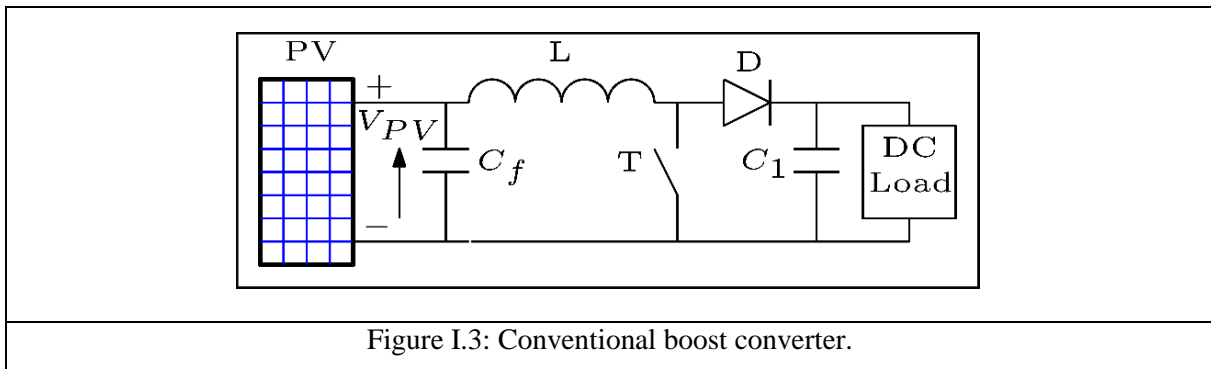 PV
L
D
+
V_PV
C_f
T
C_1
DC
Load
−
Figure I.3: Conventional boost converter.